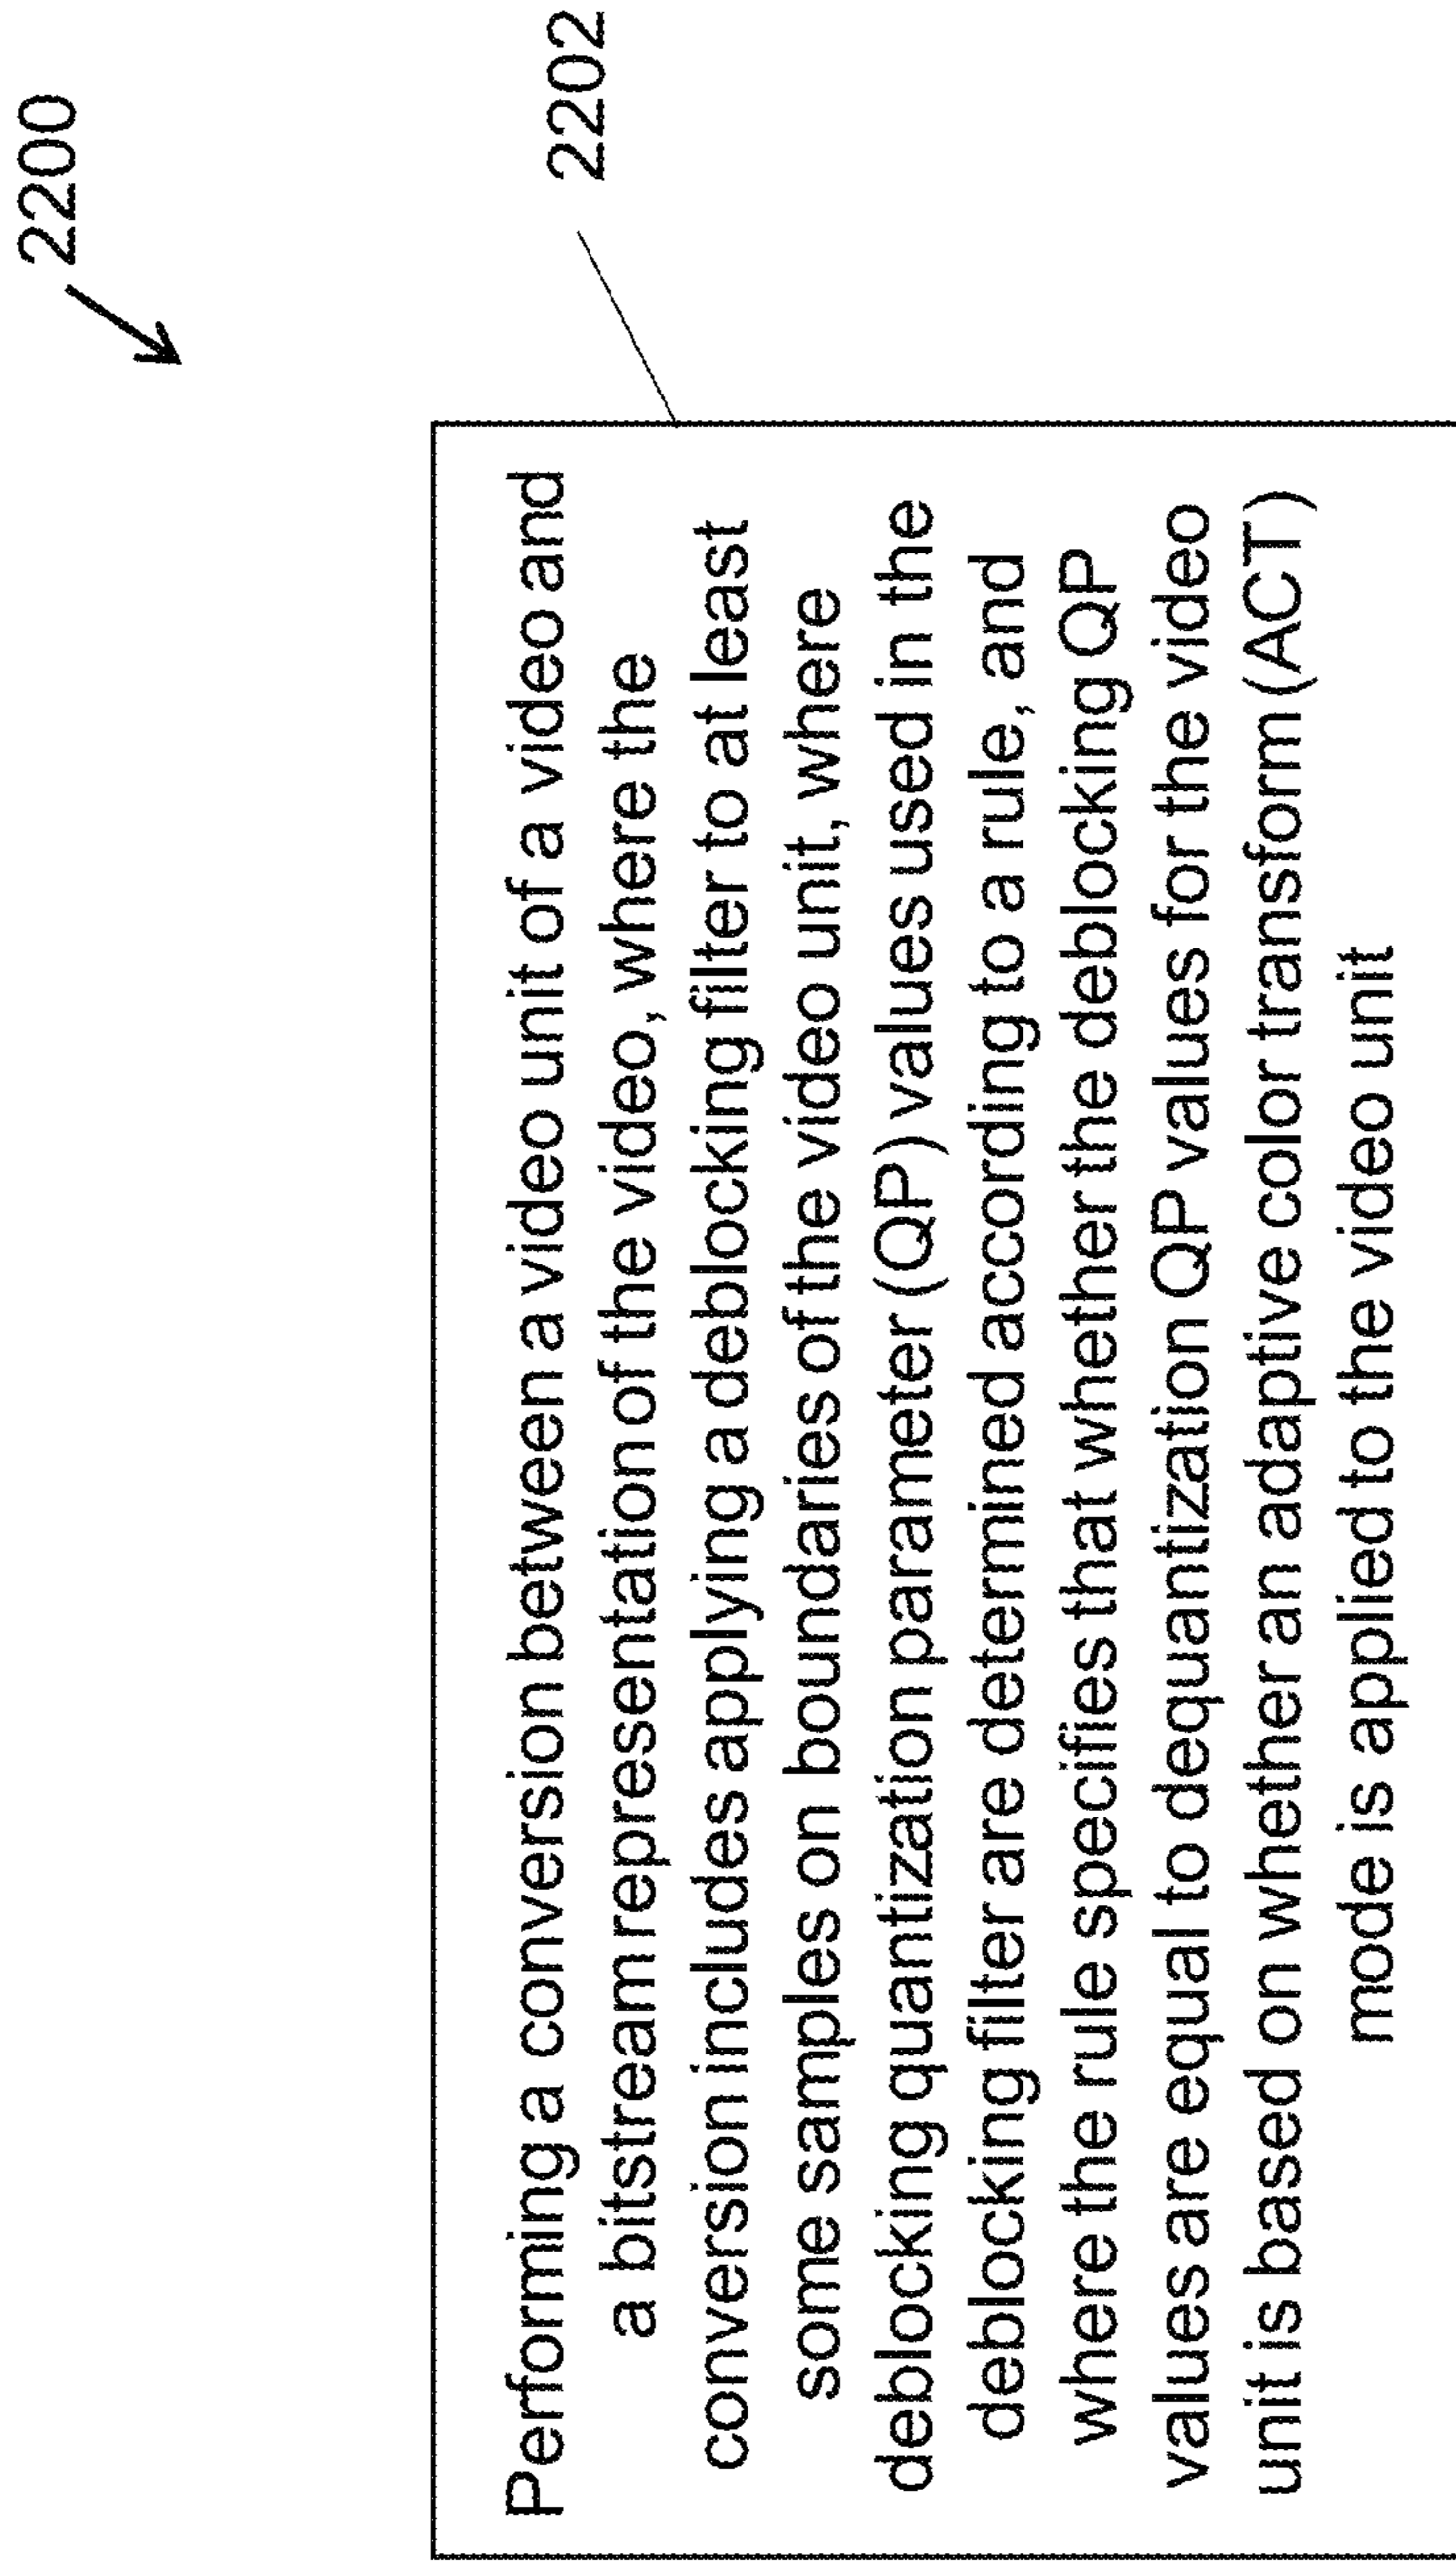 2200
2202
Performing a conversion between a video unit of a video and
a bitstream representation of the video, where the
conversion includes applying a deblocking filter to at least
some samples on boundaries of the video unit, where
deblocking quantization parameter (QP) values used in the
deblocking filter are determined according to a rule, and
where the rule specifies that whether the deblocking QP
values are equal to dequantization QP values for the video
unit is based on whether an adaptive color transform (ACT)
mode is applied to the video unit